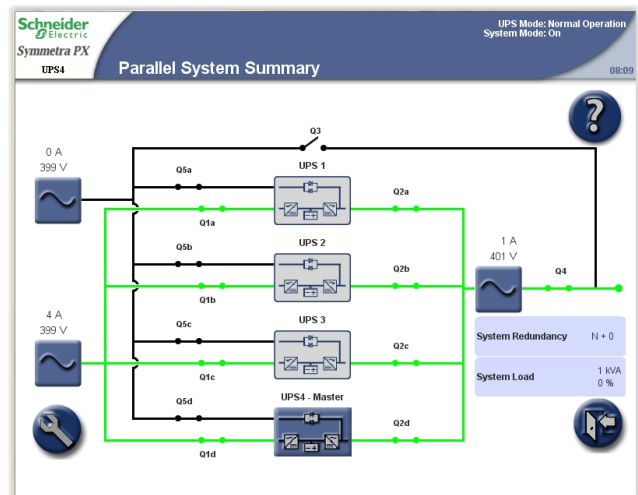 Schneider
Electric
Symmetra PX
UPS4
Parallel System Summary
UPS Mode: Normal Operation
System Mode: On
08:09
Q3
0 A
399 V
Q5a
UPS 1
Q2a
Q1a
Q5b
UPS 2
Q2b
Q1b
1 A
401 V
Q4
4 A
399 V
Q5c
UPS 3
Q2c
Q1c
System Redundancy N + 0
System Load 1 kVA
0 %
Q5d
UPS4 - Master
Q2d
Q1d